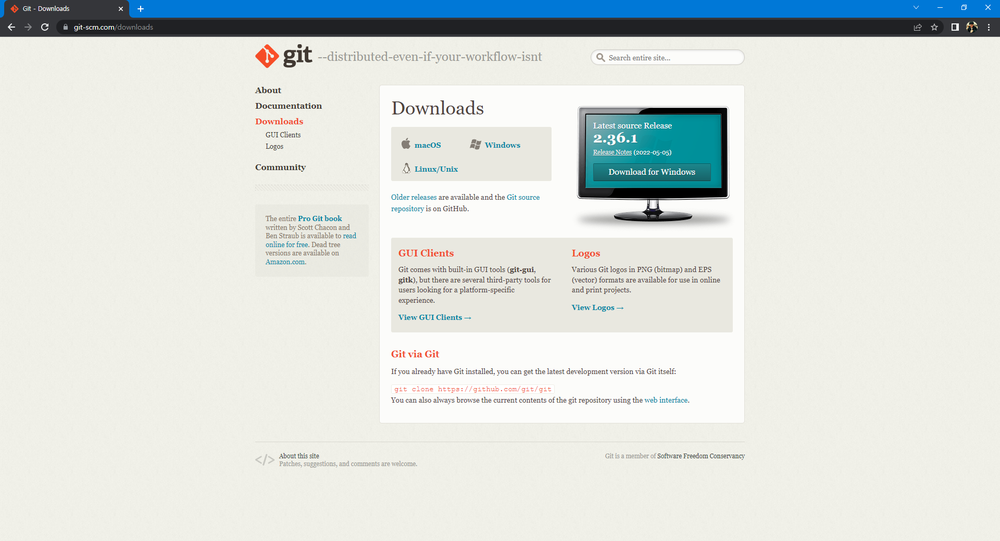 Git - Downloads
git-scm.com/downloads
git --distributed-even-if-your-workflow-isnt
Search entire site...
About
Documentation
Downloads
GUI Clients
Logos
Community
The entire Pro Git book
written by Scott Chacon and
Ben Straub is available to read
online for free. Dead tree
versions are available on
Amazon.com.
Downloads
macOS
Windows
Linux/Unix
Older releases are available and the Git source
repository is on GitHub.
Latest source Release
2.36.1
Release Notes (2022-05-05)
Download for Windows
GUI Clients
Git comes with built-in GUI tools (git-gui,
gitk), but there are several third-party tools for
users looking for a platform-specific
experience.
View GUI Clients →
Logos
Various Git logos in PNG (bitmap) and EPS
(vector) formats are available for use in online
and print projects.
View Logos →
Git via Git
If you already have Git installed, you can get the latest development version via Git itself:
git clone https://github.com/git/git
You can also always browse the current contents of the git repository using the web interface.
</> About this site
Patches, suggestions, and comments are welcome.
Git is a member of Software Freedom Conservancy